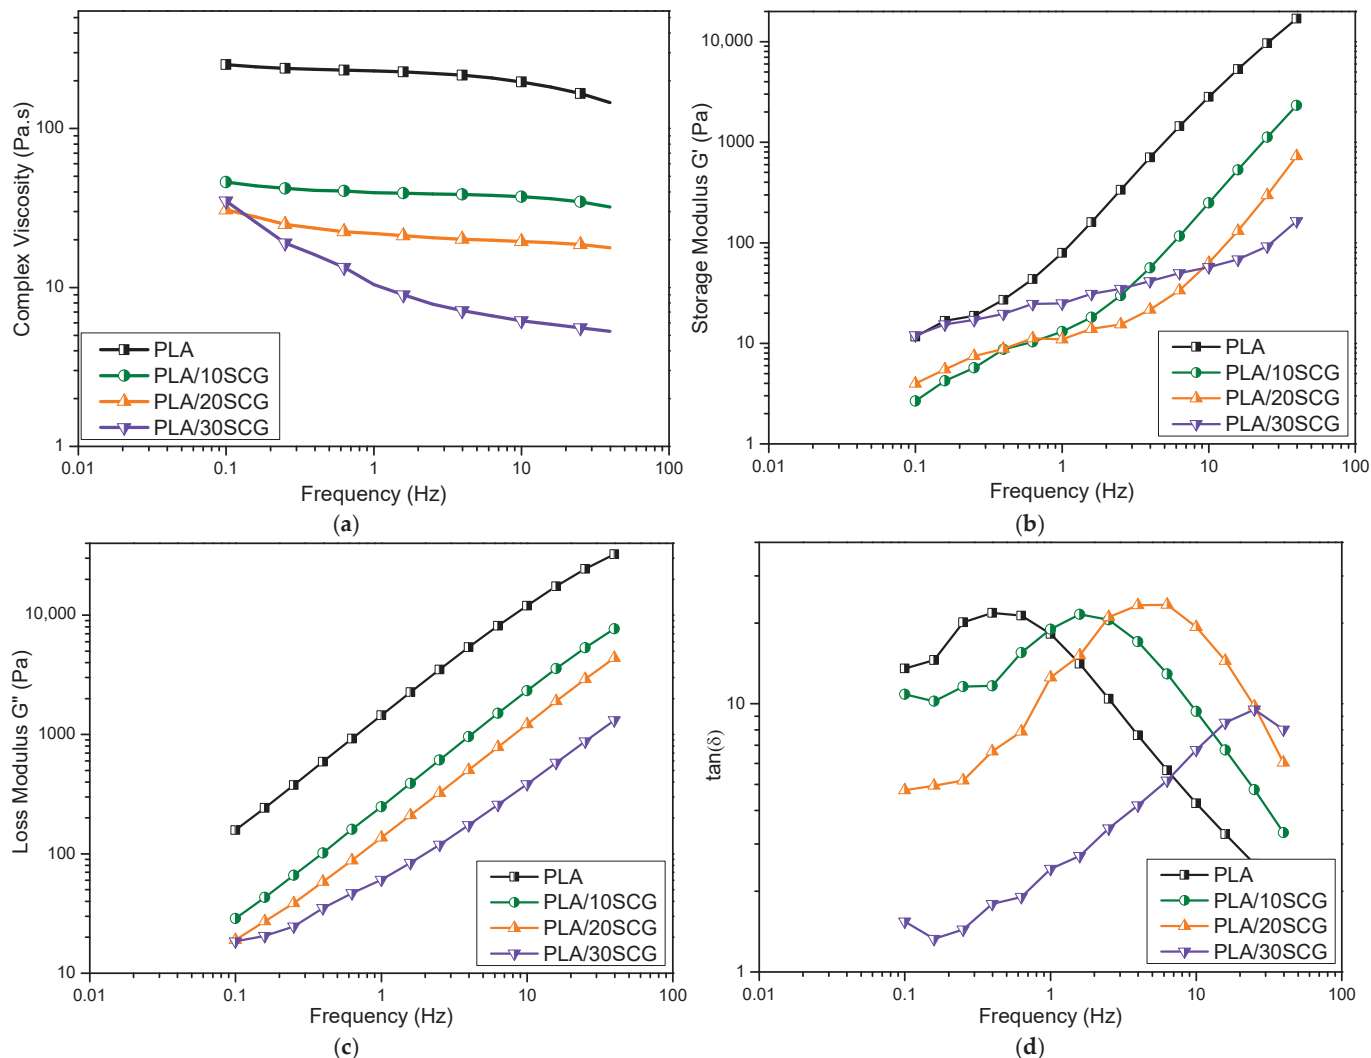 Complex Viscosity (Pa.s)
100
10
1
PLA
PLA/10SCG
PLA/20SCG
PLA/30SCG
0.01
0.1
1
10
100
Frequency (Hz)
(a)
Storage Modulus G' (Pa)
10,000
1000
100
10
1
PLA
PLA/10SCG
PLA/20SCG
PLA/30SCG
0.01
0.1
1
10
100
Frequency (Hz)
(b)
Loss Modulus G" (Pa)
10,000
1000
100
10
PLA
PLA/10SCG
PLA/20SCG
PLA/30SCG
0.01
0.1
1
10
100
Frequency (Hz)
(c)
tan(δ)
10
1
PLA
PLA/10SCG
PLA/20SCG
PLA/30SCG
0.01
0.1
1
10
100
Frequency (Hz)
(d)